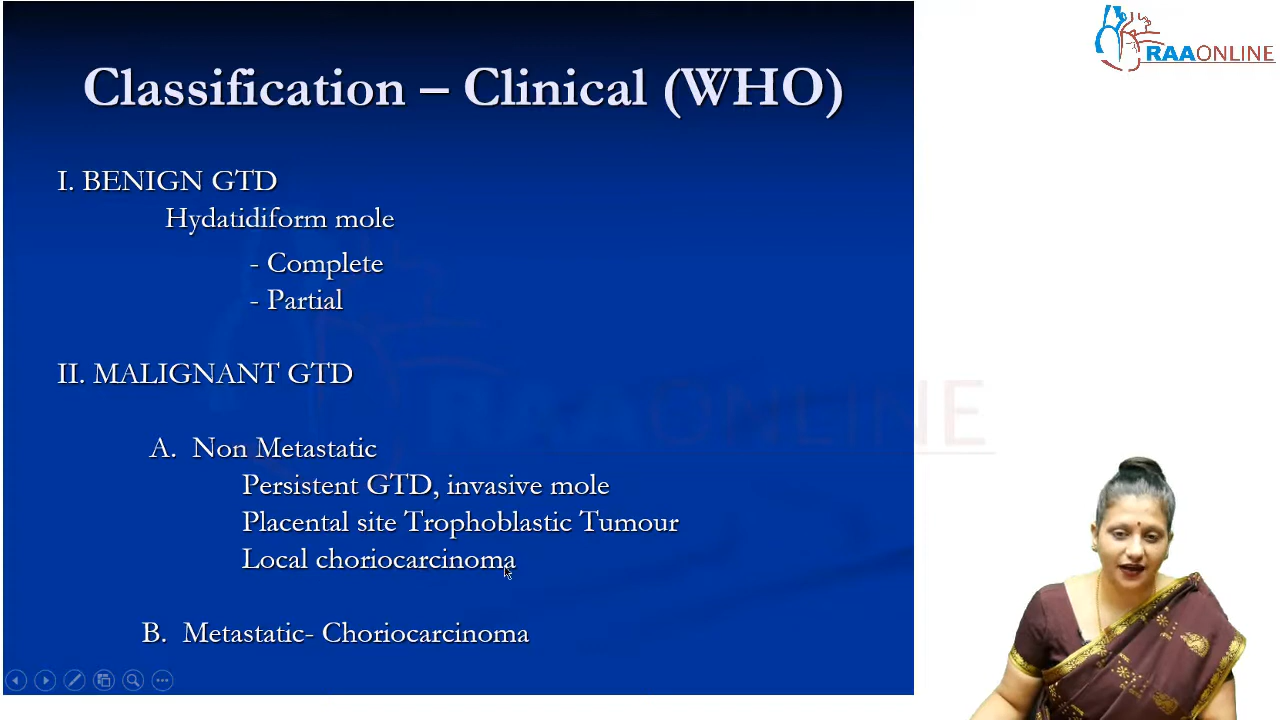 RAAONLINE
Classification – Clinical (WHO)
I. BENIGN GTD
Hydatidiform mole
- Complete
- Partial
II. MALIGNANT GTD
A. Non Metastatic
Persistent GTD, invasive mole
Placental site Trophoblastic Tumour
Local choriocarcinoma
B. Metastatic- Choriocarcinoma
RAAONLINE